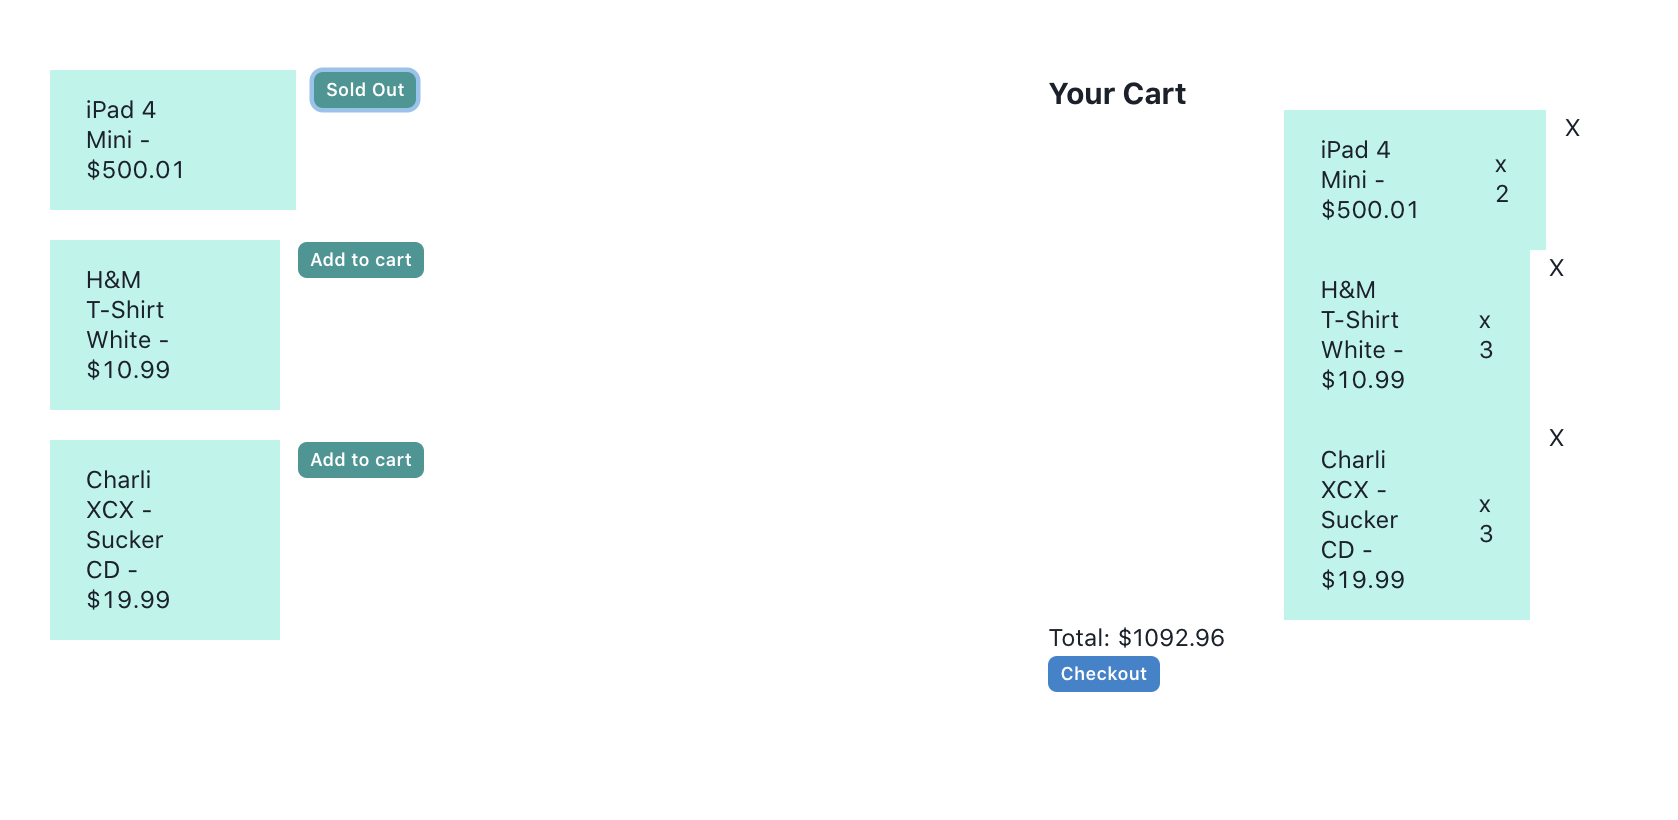 iPad 4
Mini -
$500.01
Sold Out
H&M
T-Shirt
White -
$10.99
Add to cart
Charli
XCX -
Sucker
CD -
$19.99
Add to cart
Your Cart
iPad 4
Mini -
$500.01
x
2
X
H&M
T-Shirt
White -
$10.99
x
3
X
Charli
XCX -
Sucker
CD -
$19.99
x
3
X
Total: $1092.96
Checkout